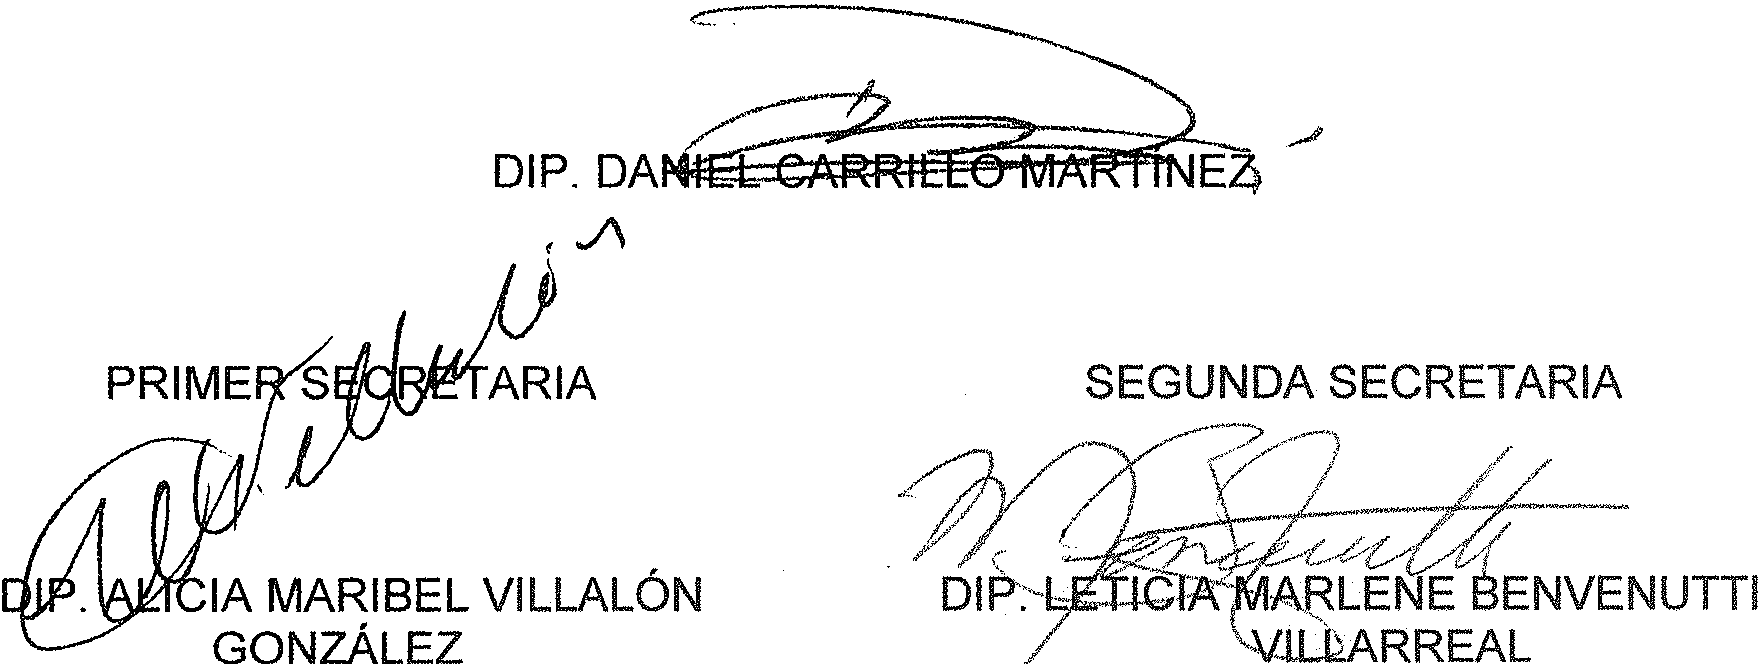 DIP. DANIEL CARRILLO MARTÍNEZ
PRIMER SECRETARIA
SEGUNDA SECRETARIA
DIP. ALICIA MARIBEL VILLALÓN
GONZÁLEZ
DIP. LETICIA MARLENE BENVENUTTI
VILLARREAL